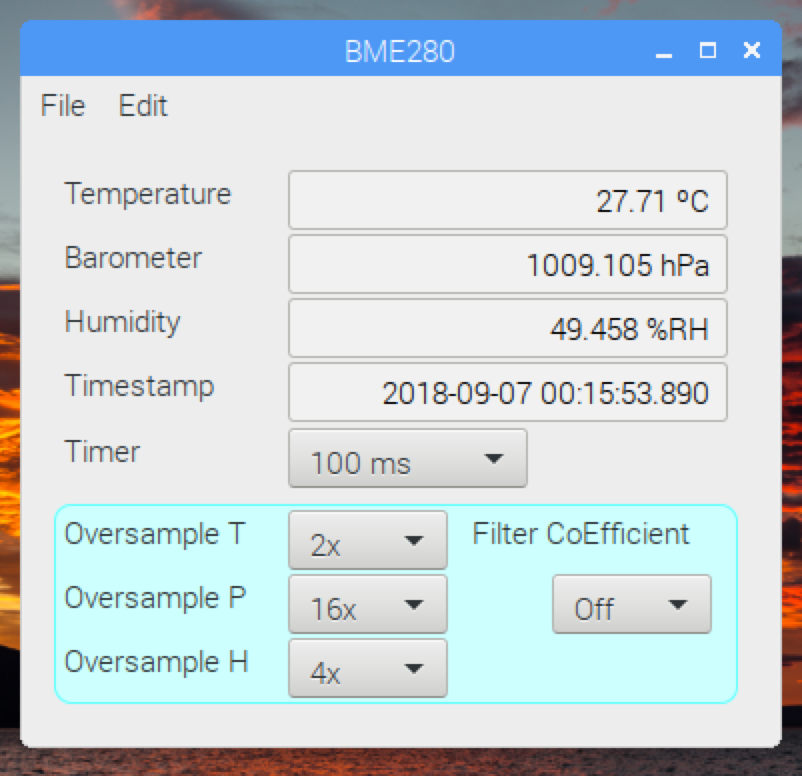 BME280
File Edit
Temperature 27.71 ºC
Barometer 1009.105 hPa
Humidity 49.458 %RH
Timestamp 2018-09-07 00:15:53.890
Timer 100 ms
Oversample T 2x Filter CoEfficient
Oversample P 16x Off
Oversample H 4x